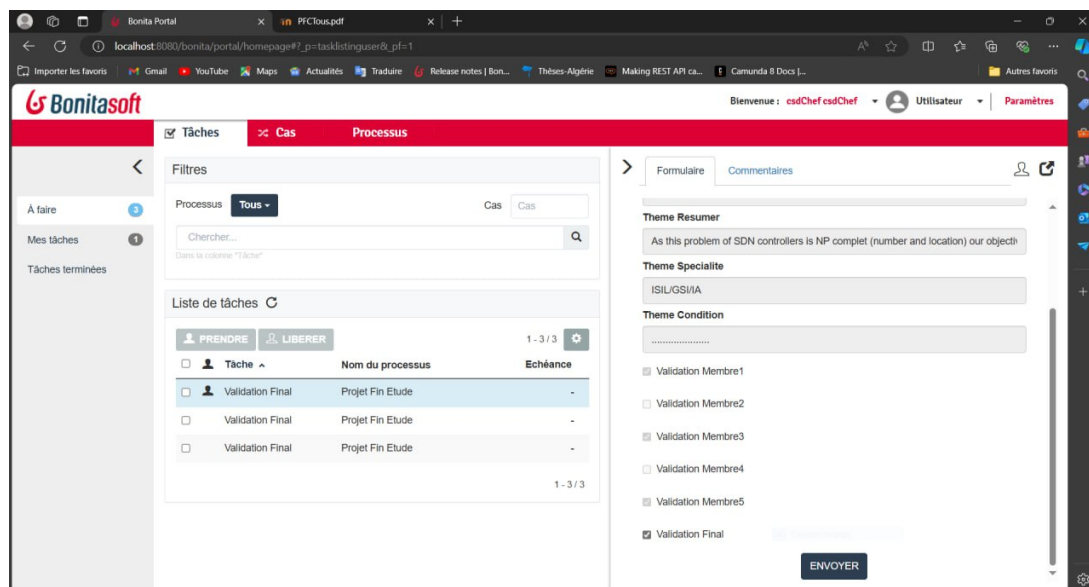 Bonita Portal
PFCTous.pdf
localhost:8080/bonita/portal/homepage#?_p=tasklistinguser&_pf=1
Importer les favoris
Gmail
YouTube
Maps
Actualités
Traduire
Release notes | Bon...
Thèses-Algérie
Making REST API ca...
Camunda 8 Docs |...
Autres favoris
Bonitasoft
Bienvenue : csdChef csdChef
Utilisateur
Paramètres
Tâches
Cas
Processus
À faire 3
Mes tâches 1
Tâches terminées
Filtres
Processus Tous
Cas Cas
Chercher...
Dans la colonne "Tâche"
Liste de tâches
PRENDRE LIBERER 1 - 3 / 3
Tâche Nom du processus Echéance
Validation Final Projet Fin Etude -
Validation Final Projet Fin Etude -
Validation Final Projet Fin Etude -
1 - 3 / 3
Formulaire Commentaires
Theme Resumer
As this problem of SDN controllers is NP complet (number and location) our objectiv
Theme Specialite
ISIL/GSI/IA
Theme Condition
.....................
Validation Membre1
Validation Membre2
Validation Membre3
Validation Membre4
Validation Membre5
Validation Final
ENVOYER